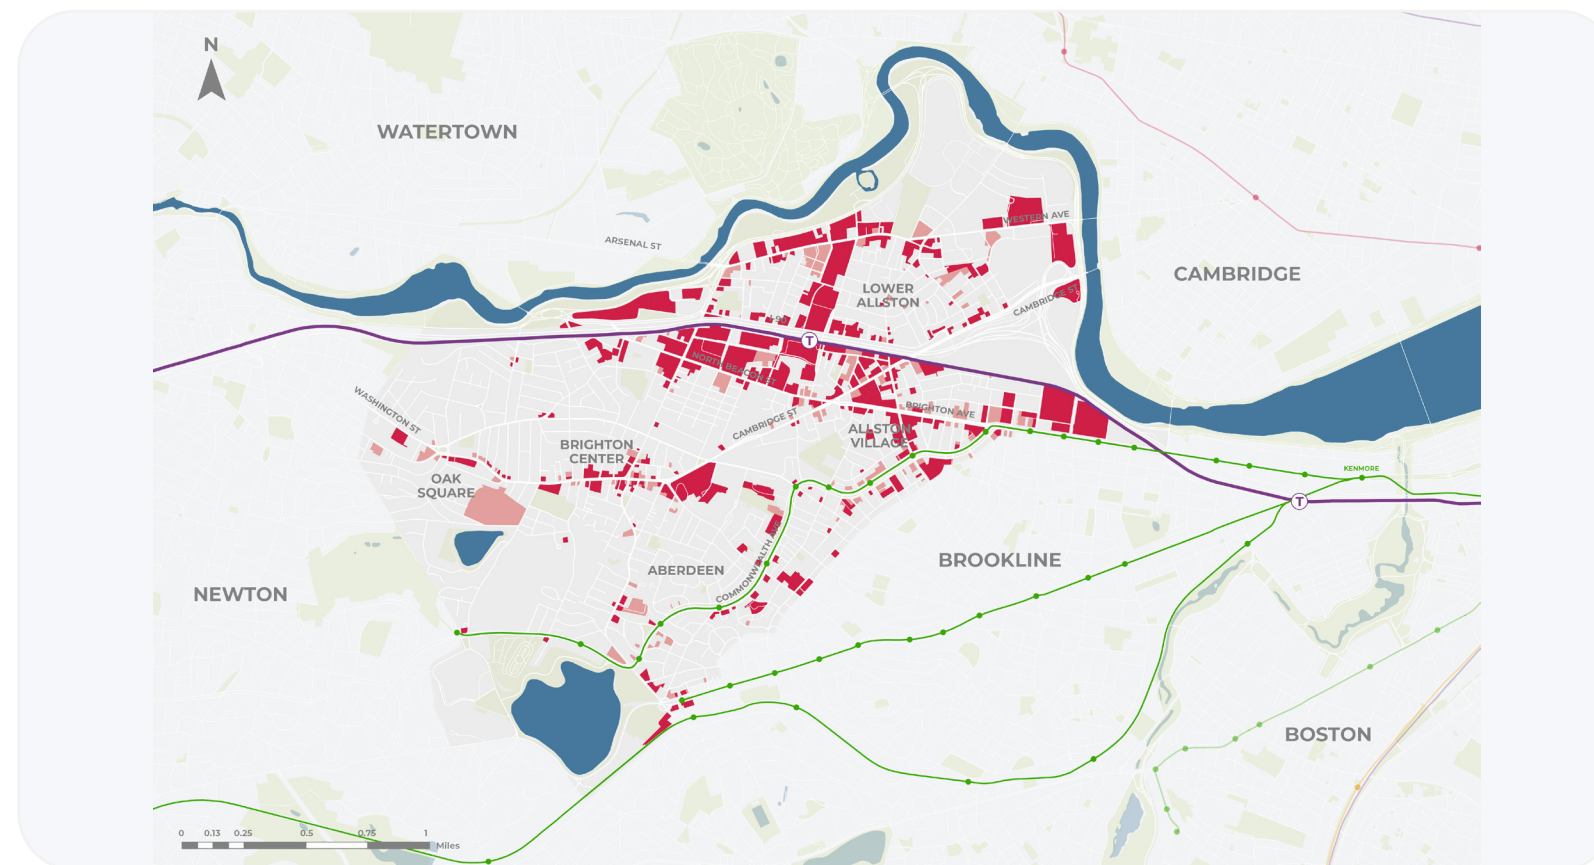 N
WATERTOWN
ARSENAL ST
WESTERN AVE
CAMBRIDGE
LOWER
ALLSTON
CAMBRIDGE ST
I-90
T
NORTH BEACON ST
WASHINGTON ST
BRIGHTON AVE
CAMBRIDGE ST
ALLSTON
VILLAGE
BRIGHTON
CENTER
OAK
SQUARE
KENMORE
T
BROOKLINE
ABERDEEN
COMMONWEALTH AVE
NEWTON
BOSTON
0 0.13 0.25 0.5 0.75 1
Miles